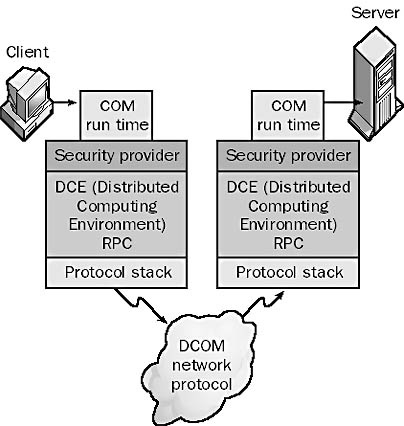 Server
Client
COM
run time
Security provider
DCE (Distributed
Computing
Environment)
RPC
Protocol stack
COM
run time
Security provider
DCE (Distributed
Computing
Environment)
RPC
Protocol stack
DCOM
network
protocol